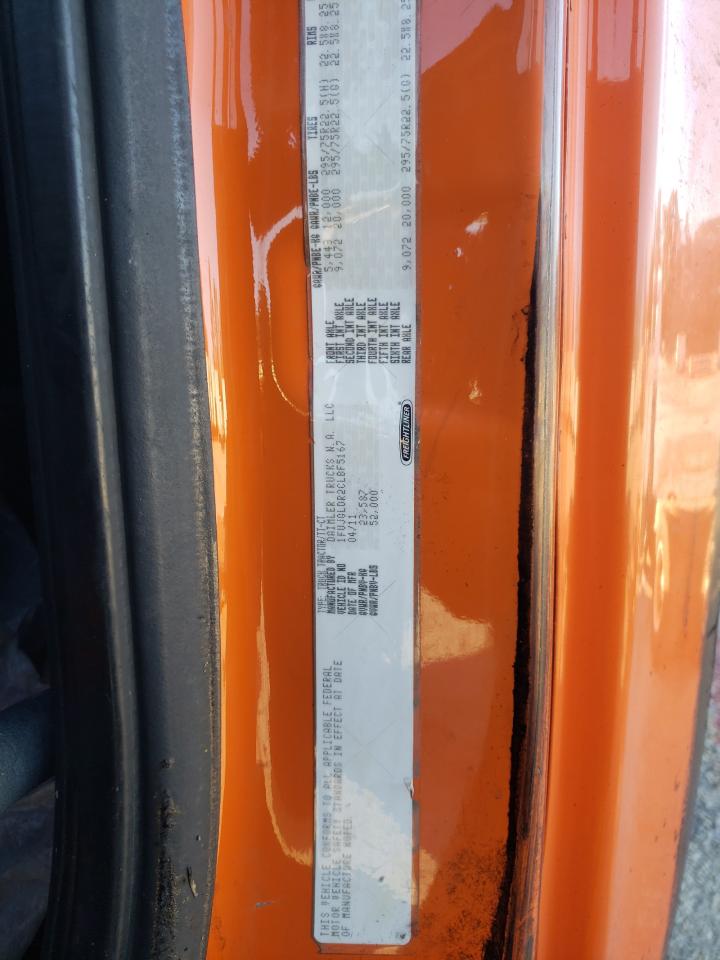 THIS VEHICLE CONFORMS TO ALL APPLICABLE FEDERAL
MOTOR VEHICLE SAFETY STANDARDS IN EFFECT AT DATE
OF MANUFACTURE NOTED.
TYPE: TRUCK TRACTOR/TT-CT
MANUFACTURED BY DAIMLER TRUCKS N.A. LLC
VEHICLE ID NO 1FUJGLDR2CLBF5167
DATE OF MFR 04/11
GVWR/PNBV-KG 23,587
GVWR/PNBV-LBS 52,000
FREIGHTLINER
GAWR/PNBE-KG GAWR/PNBE-LBS TIRES RIMS
FRONT AXLE 5,443 12,000 295/75R22.5(H) 22.5X8.25
FIRST INT AXLE 9,072 20,000 295/75R22.5(G) 22.5X8.25
SECOND INT AXLE
THIRD INT AXLE
FOURTH INT AXLE
FIFTH INT AXLE
SIXTH INT AXLE
REAR AXLE 9,072 20,000 295/75R22.5(G) 22.5X8.25